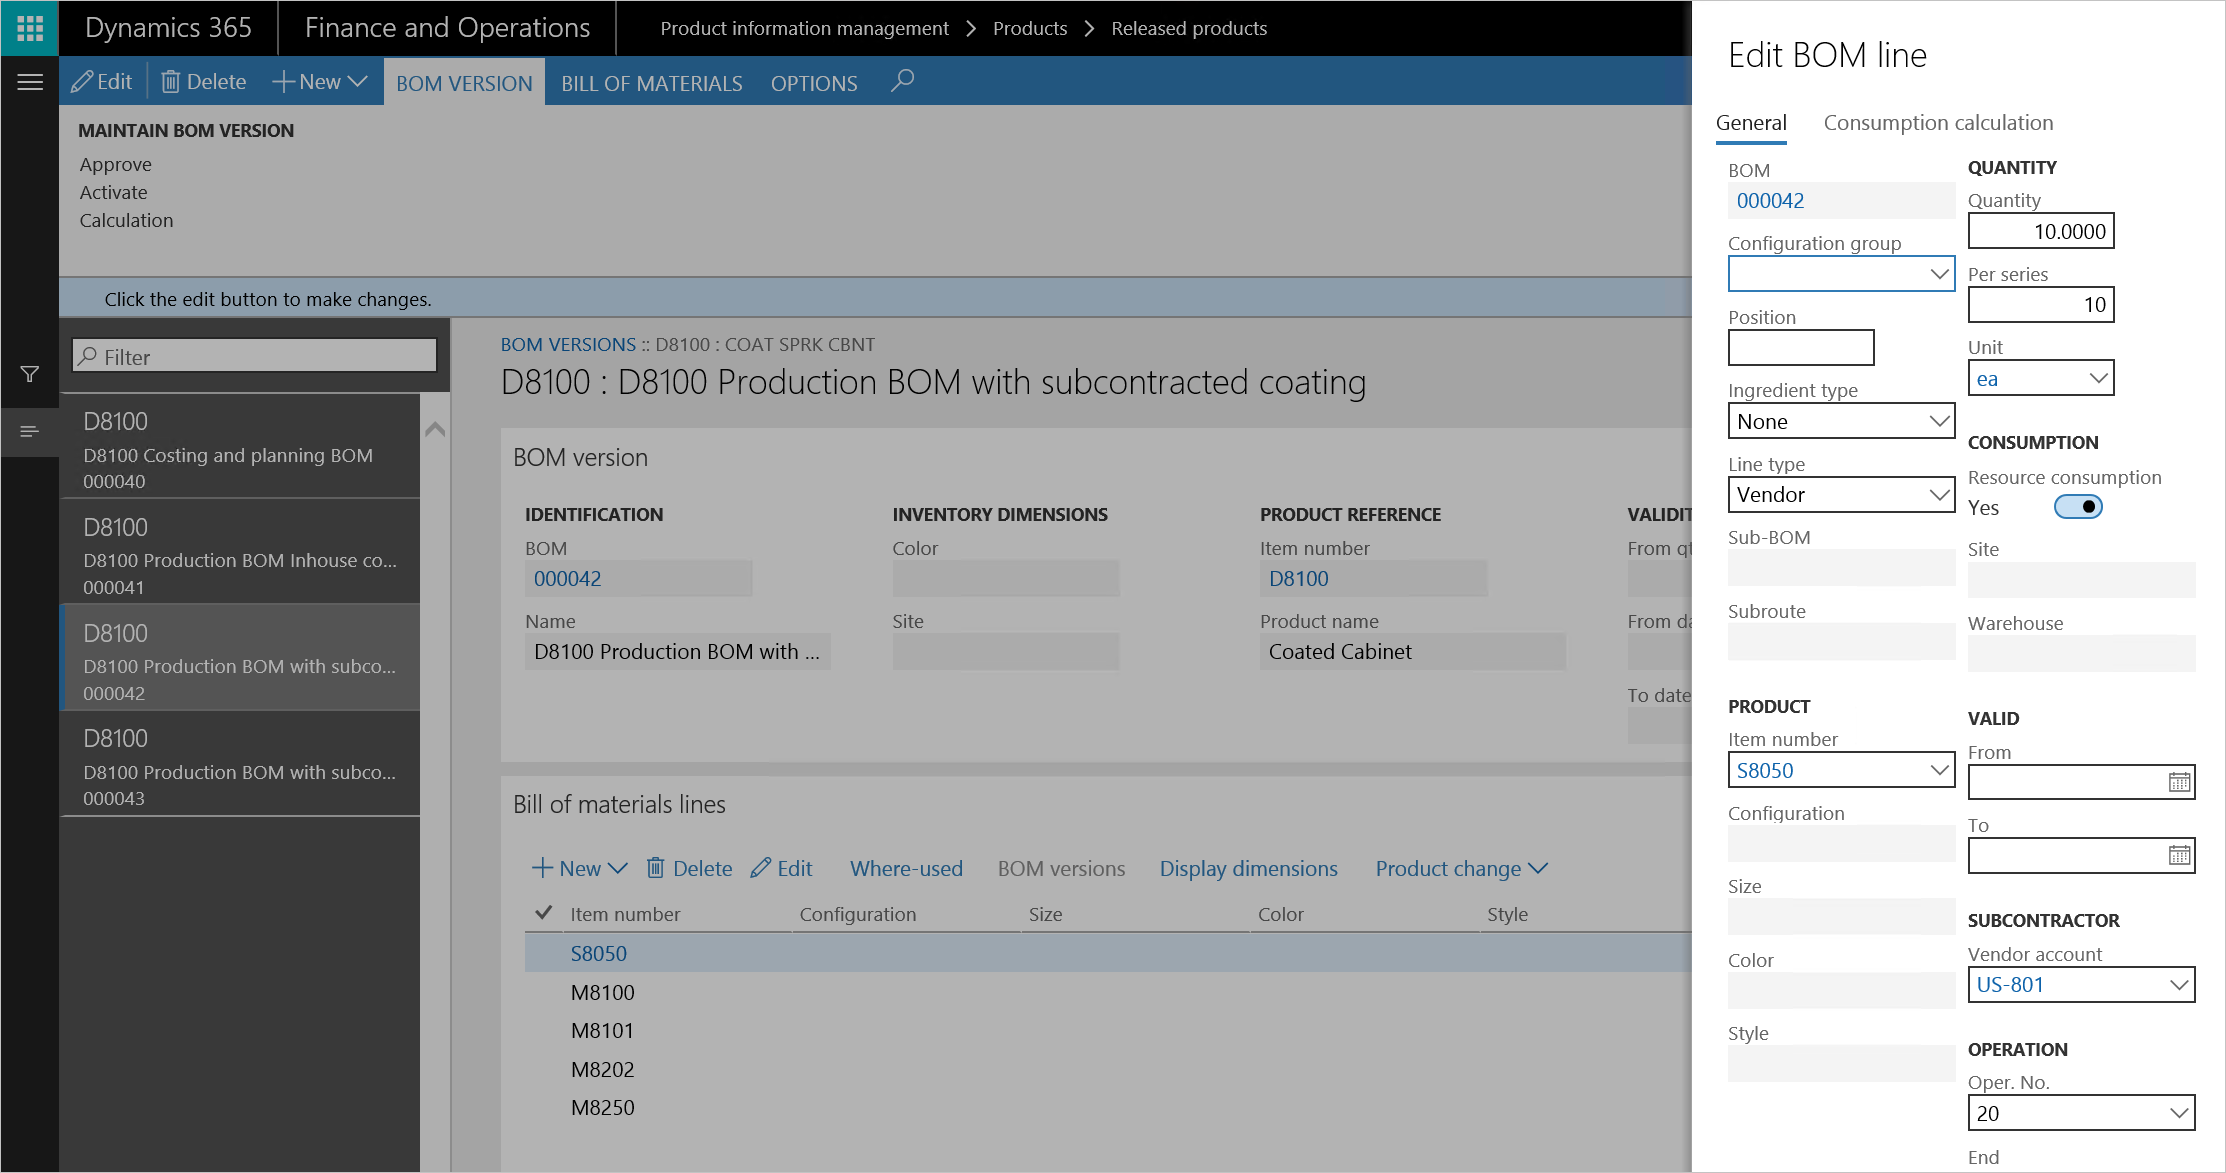 Dynamics 365
Finance and Operations
Product information management > Products > Released products
Edit
Delete
New
BOM VERSION
BILL OF MATERIALS
OPTIONS
MAINTAIN BOM VERSION
Approve
Activate
Calculation
Click the edit button to make changes.
Filter
D8100
D8100 Costing and planning BOM
000040
D8100
D8100 Production BOM Inhouse co...
000041
D8100
D8100 Production BOM with subco...
000042
D8100
D8100 Production BOM with subco...
000043
BOM VERSIONS :: D8100 : COAT SPRK CBNT
D8100 : D8100 Production BOM with subcontracted coating
BOM version
IDENTIFICATION
BOM
000042
Name
D8100 Production BOM with ...
INVENTORY DIMENSIONS
Color
Site
PRODUCT REFERENCE
Item number
D8100
Product name
Coated Cabinet
VALIDIT
From qt
From da
To date
Bill of materials lines
New
Delete
Edit
Where-used
BOM versions
Display dimensions
Product change
Item number
Configuration
Size
Color
Style
S8050
M8100
M8101
M8202
M8250
Edit BOM line
General
Consumption calculation
BOM
000042
Configuration group
Position
Ingredient type
None
Line type
Vendor
Sub-BOM
Subroute
PRODUCT
Item number
S8050
Configuration
Size
Color
Style
QUANTITY
Quantity
10.0000
Per series
10
Unit
ea
CONSUMPTION
Resource consumption
Yes
Site
Warehouse
VALID
From
To
SUBCONTRACTOR
Vendor account
US-801
OPERATION
Oper. No.
20
End